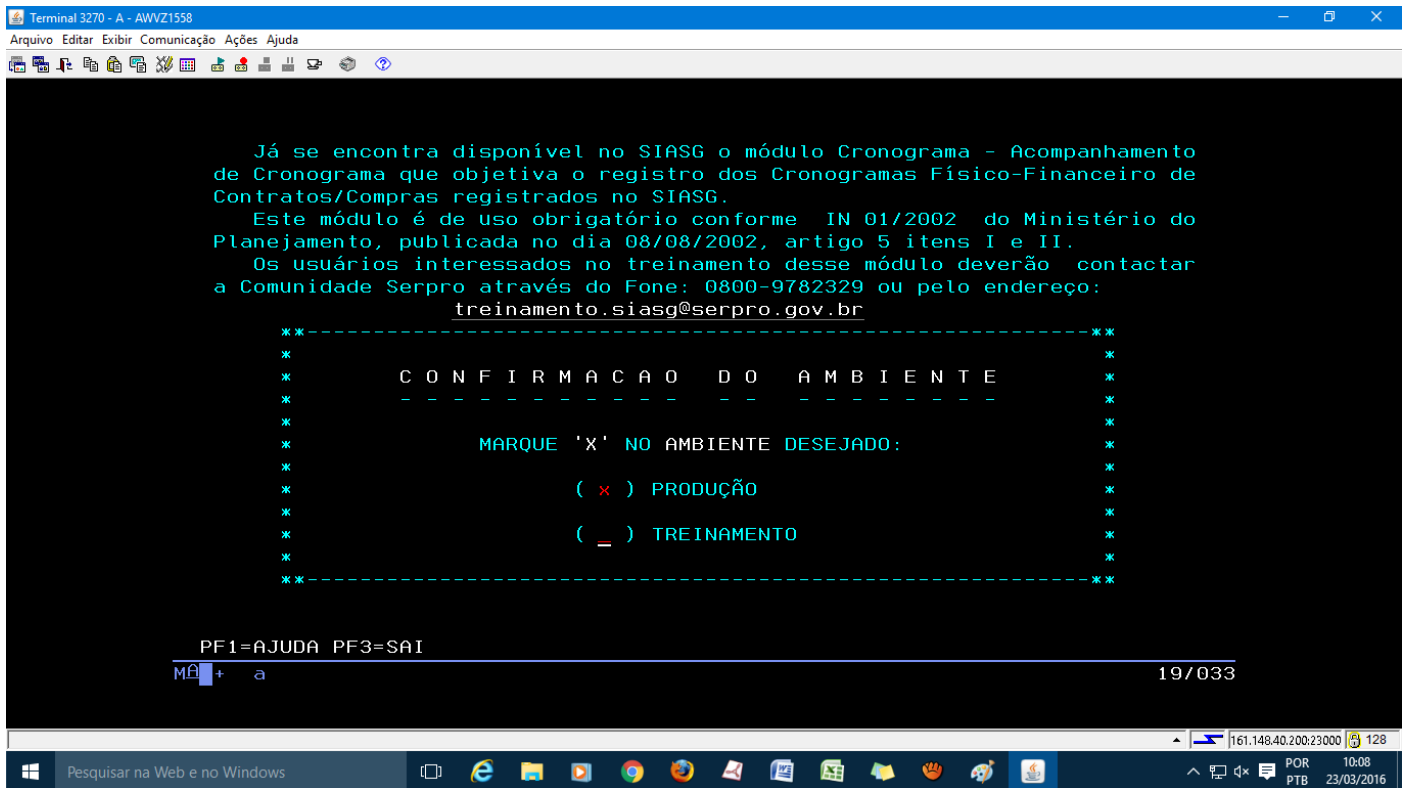 Terminal 3270 - A - AWVZ1558
Arquivo Editar Exibir Comunicação Ações Ajuda
Já se encontra disponível no SIASG o módulo Cronograma - Acompanhamento
de Cronograma que objetiva o registro dos Cronogramas Físico-Financeiro de
Contratos/Compras registrados no SIASG.
Este módulo é de uso obrigatório conforme IN 01/2002 do Ministério do
Planejamento, publicada no dia 08/08/2002, artigo 5 itens I e II.
Os usuários interessados no treinamento desse módulo deverão contactar
a Comunidade Serpro através do Fone: 0800-9782329 ou pelo endereço:
treinamento.siasg@serpro.gov.br
**-----------------------------------------------------------**
* *
* C O N F I R M A C A O D O A M B I E N T E *
* - - - - - - - - - - - - - - - - - - - - - *
* *
* MARQUE 'X' NO AMBIENTE DESEJADO: *
* *
* ( x ) PRODUÇÃO *
* *
* ( _ ) TREINAMENTO *
* *
**-----------------------------------------------------------**
PF1=AJUDA PF3=SAI
MA + a 19/033
161.148.40.200:23000 128
Pesquisar na Web e no Windows
POR 10:08
PTB 23/03/2016